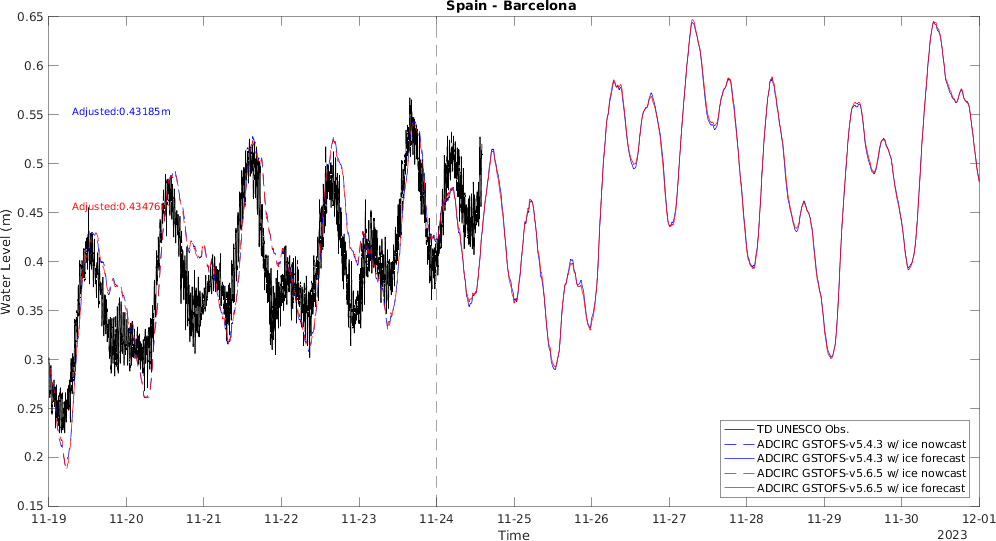 Spain - Barcelona
0.65
0.6
0.55
0.5
0.45
0.4
0.35
0.3
0.25
0.2
0.15
Water Level (m)
Adjusted:0.43185m
Adjusted:0.43476m
TD UNESCO Obs.
ADCIRC GSTOFS-v5.4.3 w/ ice nowcast
ADCIRC GSTOFS-v5.4.3 w/ ice forecast
ADCIRC GSTOFS-v5.6.5 w/ ice nowcast
ADCIRC GSTOFS-v5.6.5 w/ ice forecast
11-19 11-20 11-21 11-22 11-23 11-24 11-25 11-26 11-27 11-28 11-29 11-30 12-01
Time
2023